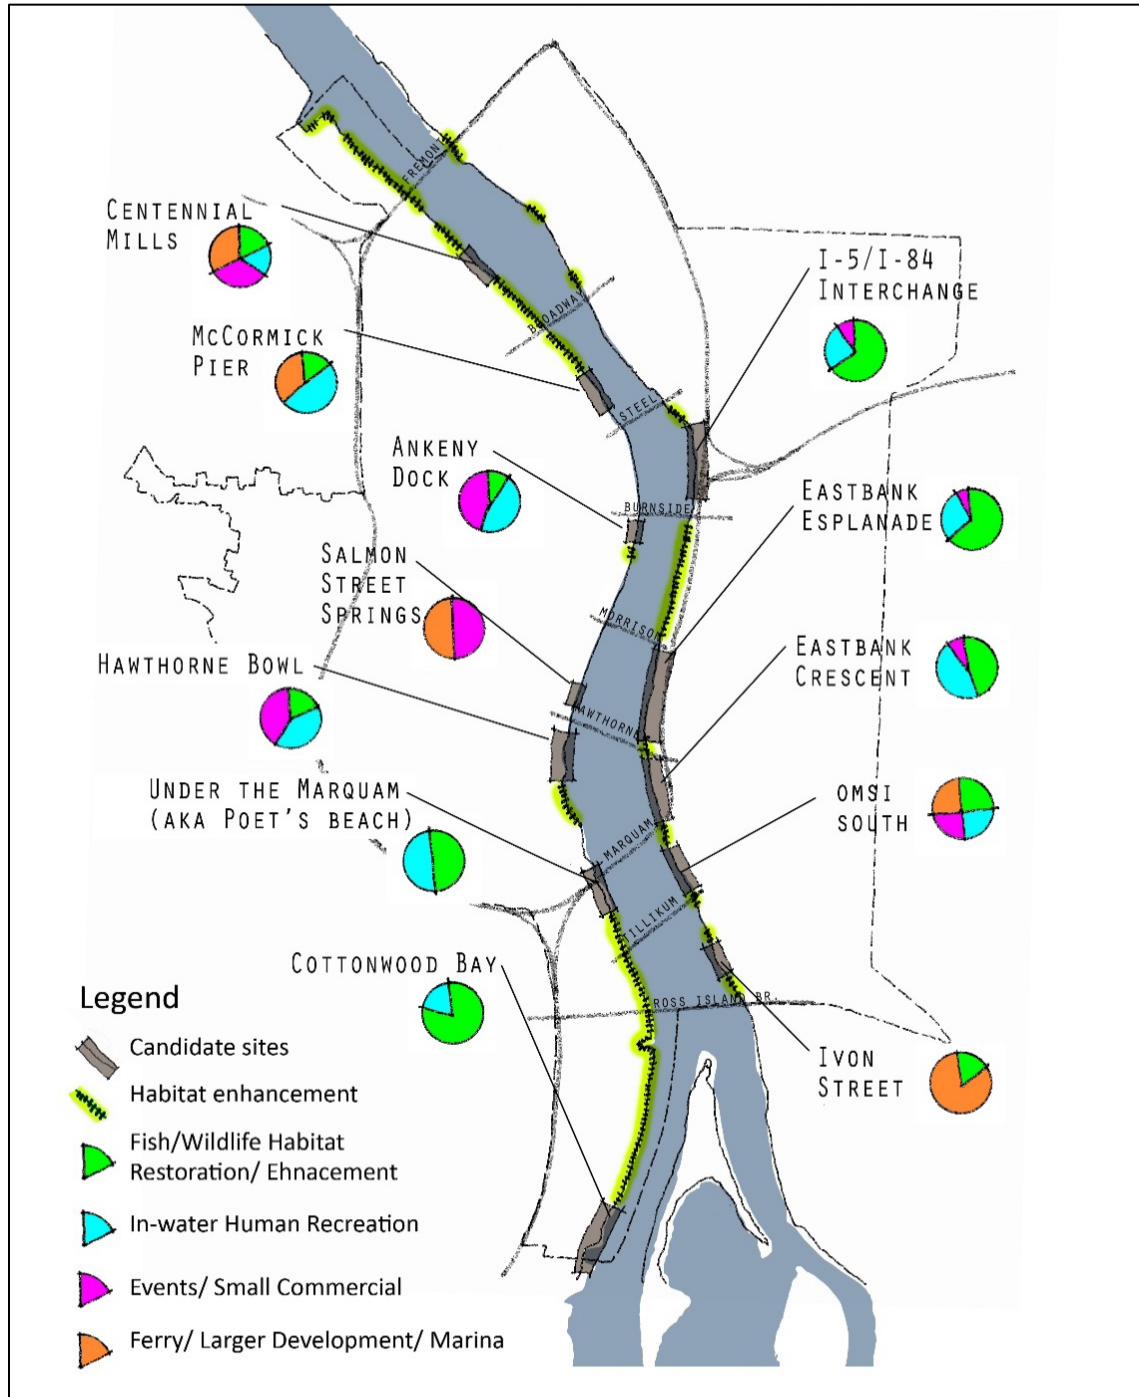 FREMONT
CENTENNIAL
MILLS
I-5/I-84
INTERCHANGE
BROADWAY
MCCORMICK
PIER
STEEL
ANKENY
DOCK
EASTBANK
ESPLANADE
BURNSIDE
SALMON
STREET
SPRINGS
MORRISON
EASTBANK
CRESCENT
HAWTHORNE BOWL
HAWTHORNE
UNDER THE MARQUAM
(AKA POET'S BEACH)
OMSI
SOUTH
MARQUAM
TILLIKUM
COTTONWOOD BAY
ROSS ISLAND BR.
IVON
STREET
Legend
Candidate sites
Habitat enhancement
Fish/Wildlife Habitat
Restoration/ Ehnacement
In-water Human Recreation
Events/ Small Commercial
Ferry/ Larger Development/ Marina